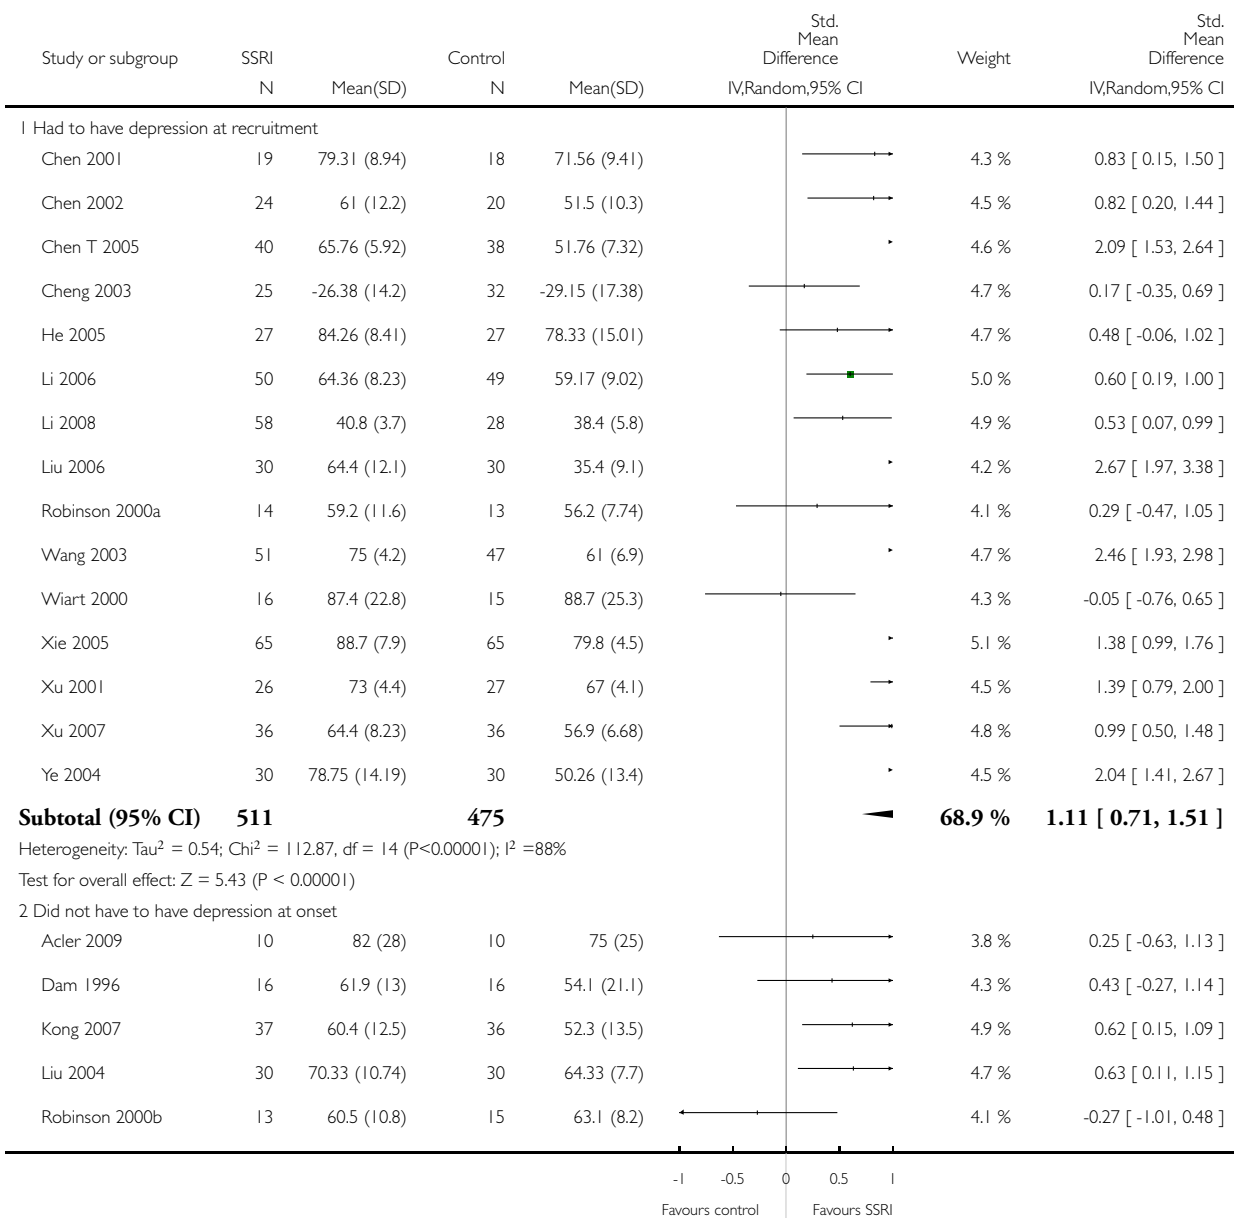 Std. Mean Difference Std. Mean Difference
Study or subgroup SSRI Control Weight
N Mean(SD) N Mean(SD) IV,Random,95% CI IV,Random,95% CI
1 Had to have depression at recruitment
Chen 2001 19 79.31 (8.94) 18 71.56 (9.41) 4.3 % 0.83 [ 0.15, 1.50 ]
Chen 2002 24 61 (12.2) 20 51.5 (10.3) 4.5 % 0.82 [ 0.20, 1.44 ]
Chen T 2005 40 65.76 (5.92) 38 51.76 (7.32) 4.6 % 2.09 [ 1.53, 2.64 ]
Cheng 2003 25 -26.38 (14.2) 32 -29.15 (17.38) 4.7 % 0.17 [ -0.35, 0.69 ]
He 2005 27 84.26 (8.41) 27 78.33 (15.01) 4.7 % 0.48 [ -0.06, 1.02 ]
Li 2006 50 64.36 (8.23) 49 59.17 (9.02) 5.0 % 0.60 [ 0.19, 1.00 ]
Li 2008 58 40.8 (3.7) 28 38.4 (5.8) 4.9 % 0.53 [ 0.07, 0.99 ]
Liu 2006 30 64.4 (12.1) 30 35.4 (9.1) 4.2 % 2.67 [ 1.97, 3.38 ]
Robinson 2000a 14 59.2 (11.6) 13 56.2 (7.74) 4.1 % 0.29 [ -0.47, 1.05 ]
Wang 2003 51 75 (4.2) 47 61 (6.9) 4.7 % 2.46 [ 1.93, 2.98 ]
Wiart 2000 16 87.4 (22.8) 15 88.7 (25.3) 4.3 % -0.05 [ -0.76, 0.65 ]
Xie 2005 65 88.7 (7.9) 65 79.8 (4.5) 5.1 % 1.38 [ 0.99, 1.76 ]
Xu 2001 26 73 (4.4) 27 67 (4.1) 4.5 % 1.39 [ 0.79, 2.00 ]
Xu 2007 36 64.4 (8.23) 36 56.9 (6.68) 4.8 % 0.99 [ 0.50, 1.48 ]
Ye 2004 30 78.75 (14.19) 30 50.26 (13.4) 4.5 % 2.04 [ 1.41, 2.67 ]
Subtotal (95% CI) 511 475 68.9 % 1.11 [ 0.71, 1.51 ]
Heterogeneity: Tau² = 0.54; Chi² = 112.87, df = 14 (P<0.00001); I² =88%
Test for overall effect: Z = 5.43 (P < 0.00001)
2 Did not have to have depression at onset
Acler 2009 10 82 (28) 10 75 (25) 3.8 % 0.25 [ -0.63, 1.13 ]
Dam 1996 16 61.9 (13) 16 54.1 (21.1) 4.3 % 0.43 [ -0.27, 1.14 ]
Kong 2007 37 60.4 (12.5) 36 52.3 (13.5) 4.9 % 0.62 [ 0.15, 1.09 ]
Liu 2004 30 70.33 (10.74) 30 64.33 (7.7) 4.7 % 0.63 [ 0.11, 1.15 ]
Robinson 2000b 13 60.5 (10.8) 15 63.1 (8.2) 4.1 % -0.27 [ -1.01, 0.48 ]
-1 -0.5 0 0.5 1
Favours control Favours SSRI